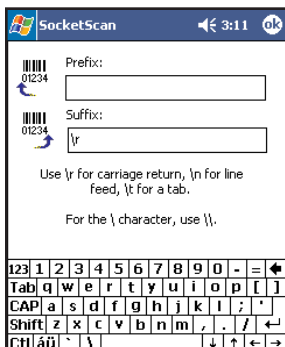 SocketScan 3:11 ok
Prefix:
01234
Suffix:
01234
\r
Use \r for carriage return, \n for line
feed, \t for a tab.
For the \ character, use \\.
123 1 2 3 4 5 6 7 8 9 0 - =
Tab q w e r t y u i o p [ ]
CAP a s d f g h j k l ; '
Shift z x c v b n m , . /
Ctl áü ` \